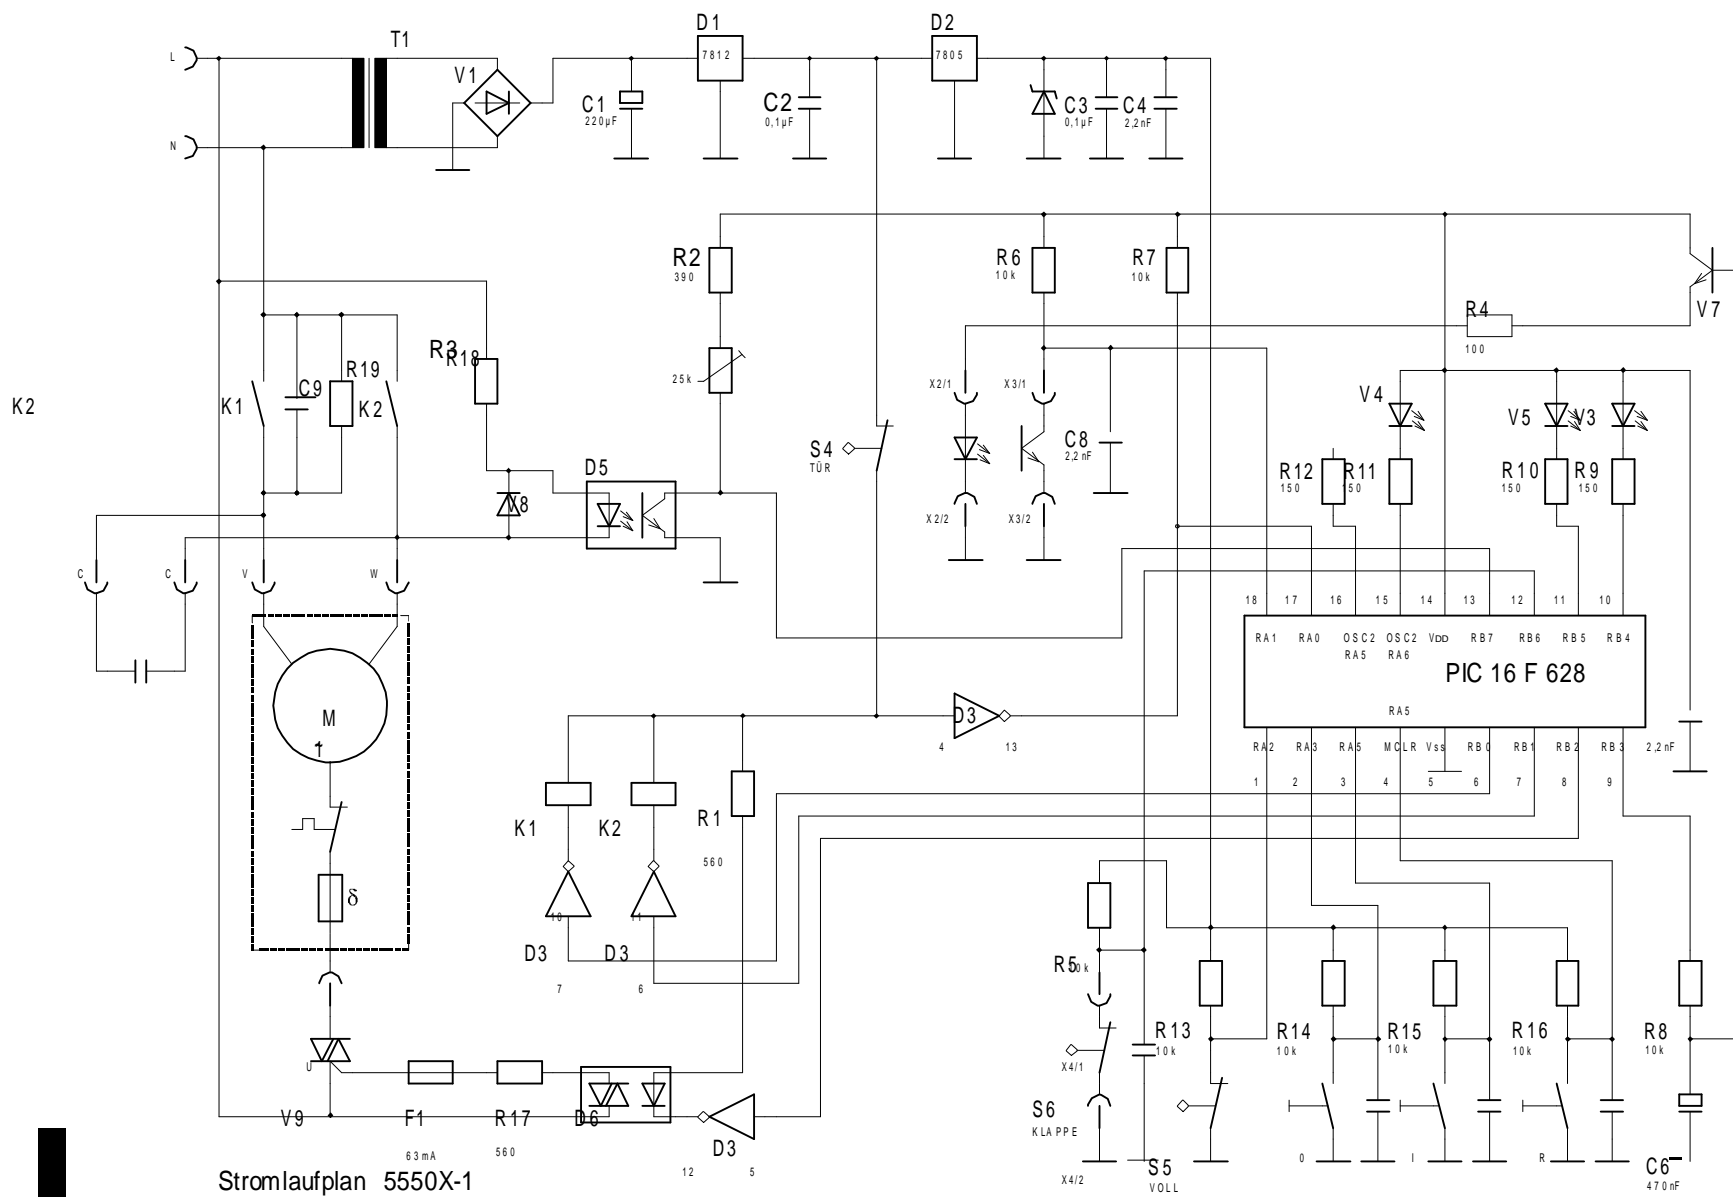 D1
D2
T1
L
7812
7805
V1
C1
220µF
C2
0,1µF
C3
0,1µF
C4
2,2nF
N
R2
390
R6
10k
R7
10k
V7
R4
100
R3
R18
R19
C9
25k
X2/1
X3/1
V4
K2
K1
K2
V5
V3
S4
TÜR
C8
2,2nF
D5
R12
150
R11
150
R10
150
R9
150
V8
X2/2
X3/2
C
C
V
W
18
17
16
15
14
13
12
11
10
RA1
RA0
OSC2
RA5
OSC2
RA6
VDD
RB7
RB6
RB5
RB4
PIC 16 F 628
M
1
D3
RA5
4
13
RA2
RA3
RA5
MCLR
Vss
RB0
RB1
RB2
RB3
2,2nF
1
2
3
4
5
6
7
8
9
K1
K2
R1
560
δ
10
11
D3
D3
7
6
R5
10k
R13
10k
R14
10k
R15
10k
R16
10k
R8
10k
U
X4/1
V9
F1
R17
D6
S6
KLAPPE
63mA
560
D3
12
5
0
I
R
S5
VOLL
X4/2
C6
470nF
Stromlaufplan 5550X-1